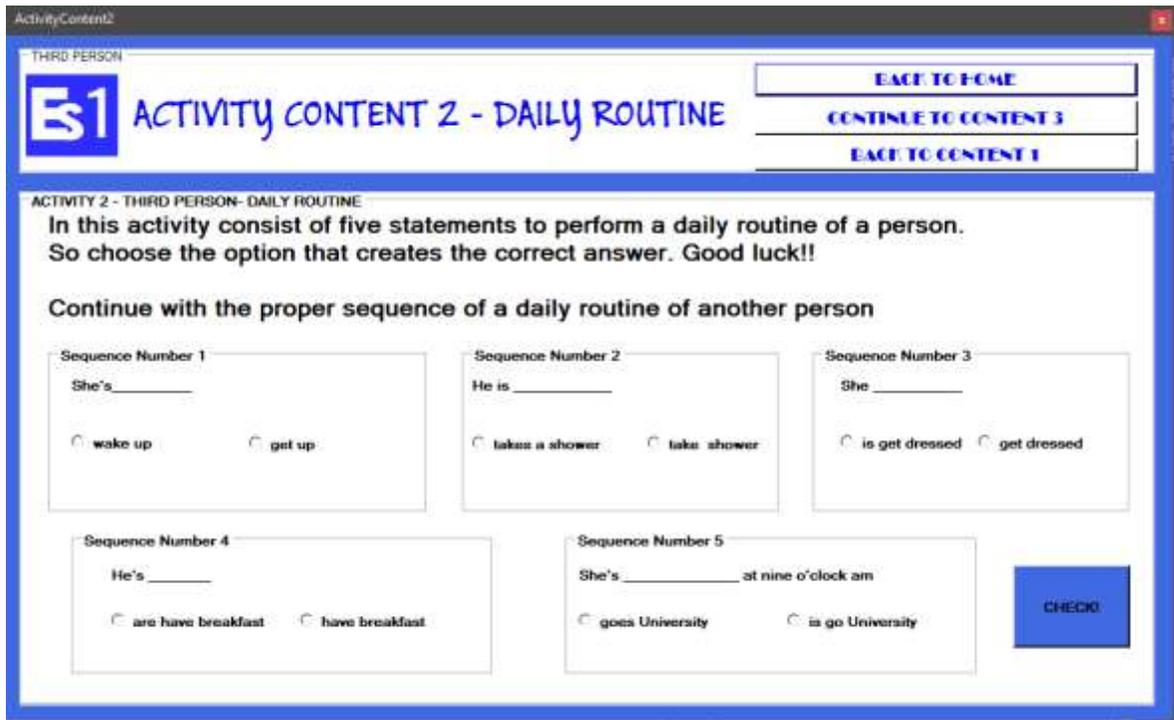 ActivityContent2
x
THIRD PERSON
Es1
ACTIVITY CONTENT 2 - DAILY ROUTINE
BACK TO HOME
CONTINUE TO CONTENT 3
BACK TO CONTENT 1
ACTIVITY 2 - THIRD PERSON- DAILY ROUTINE
In this activity consist of five statements to perform a daily routine of a person.
So choose the option that creates the correct answer. Good luck!!
Continue with the proper sequence of a daily routine of another person
Sequence Number 1
She's__________
wake up
get up
Sequence Number 2
He is ____________
takes a shower
take shower
Sequence Number 3
She ___________
is get dressed
get dressed
Sequence Number 4
He's ________
are have breakfast
have breakfast
Sequence Number 5
She's ______________ at nine o'clock am
goes University
is go University
CHECK!